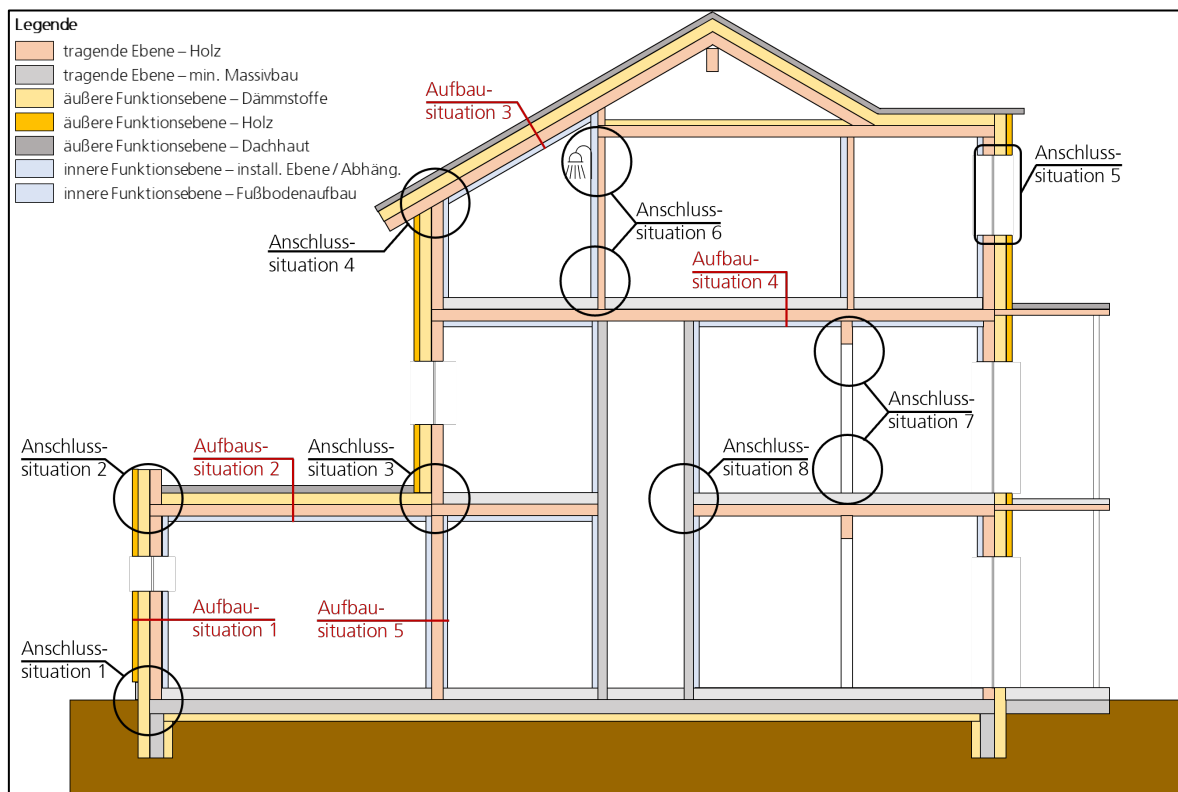 Legende
tragende Ebene – Holz
tragende Ebene – min. Massivbau
äußere Funktionsebene – Dämmstoffe
äußere Funktionsebene – Holz
äußere Funktionsebene – Dachhaut
innere Funktionsebene – install. Ebene / Abhäng.
innere Funktionsebene – Fußbodenaufbau
Aufbau-
situation 3
Anschluss-
situation 5
Anschluss-
situation 4
Anschluss-
situation 6
Aufbau-
situation 4
Anschluss-
situation 7
Anschluss-
situation 2
Aufbaus-
situation 2
Anschluss-
situation 3
Anschluss-
situation 8
Aufbau-
situation 1
Aufbau-
situation 5
Anschluss-
situation 1